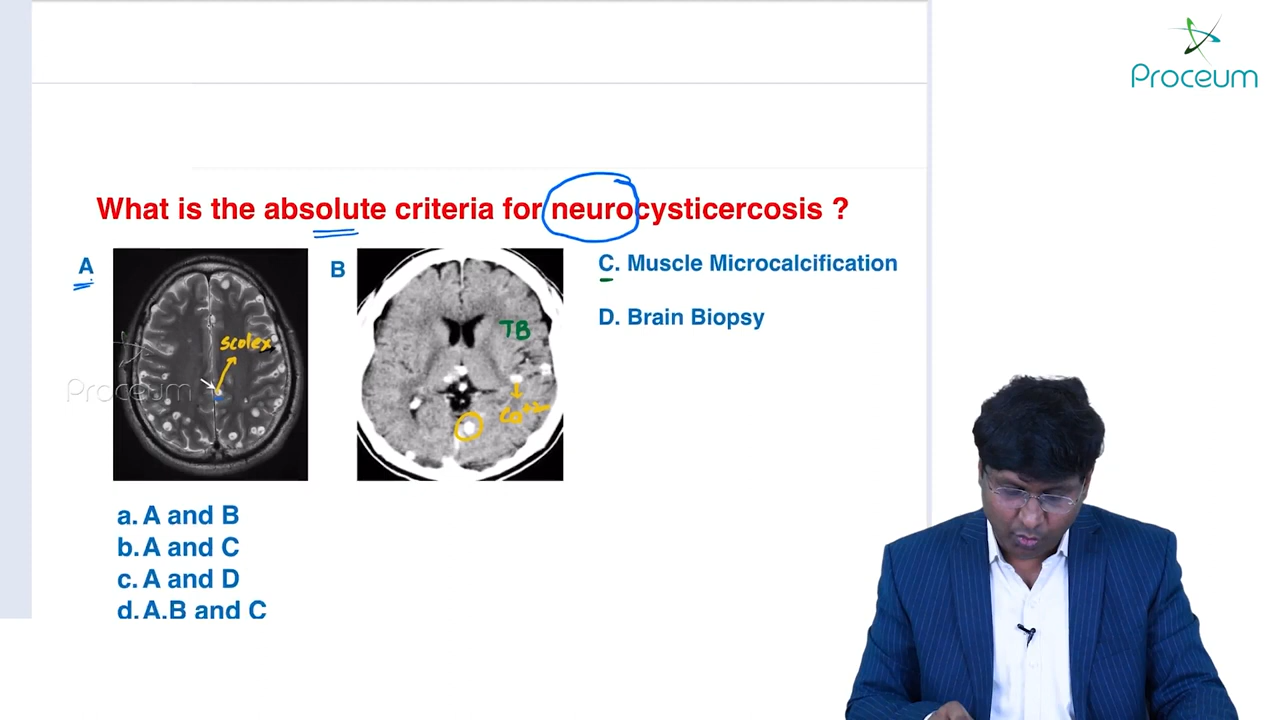 Proceum
What is the absolute criteria for neurocysticercosis ?
A
B
C. Muscle Microcalcification
D. Brain Biopsy
TB
scolex
Proceum
a. A and B
b. A and C
c. A and D
d. A.B and C